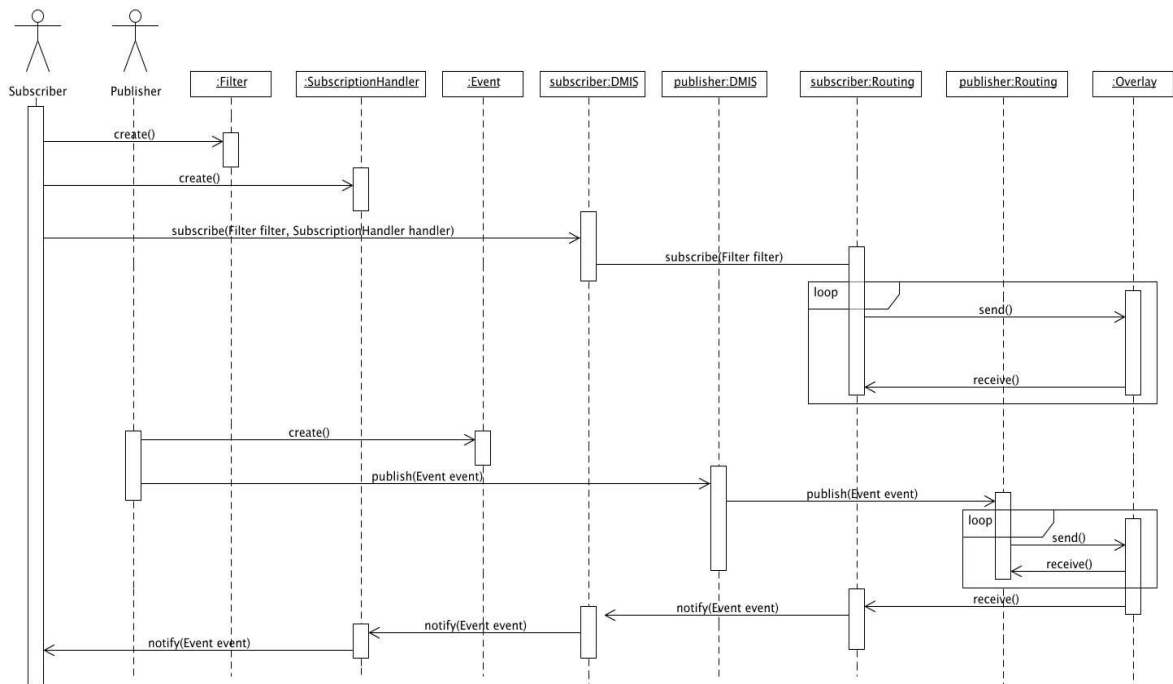 Subscriber
Publisher
:Filter
:SubscriptionHandler
:Event
subscriber:DMIS
publisher:DMIS
subscriber:Routing
publisher:Routing
:Overlay
create()
create()
subscribe(Filter filter, SubscriptionHandler handler)
subscribe(Filter filter)
loop
send()
receive()
create()
publish(Event event)
publish(Event event)
loop
send()
receive()
receive()
notify(Event event)
notify(Event event)
notify(Event event)